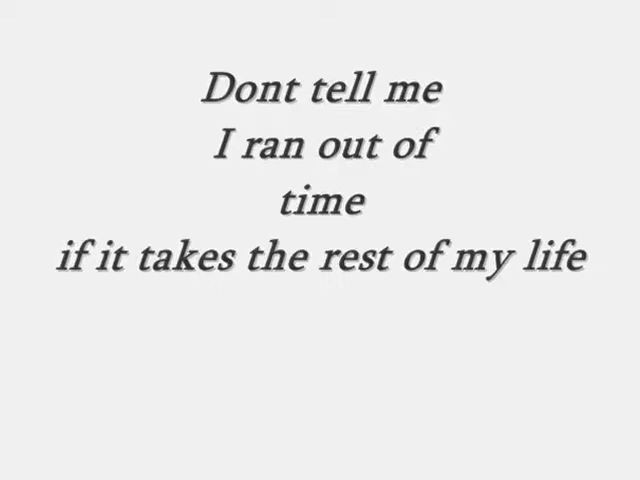 Dont tell me
I ran out of
time
if it takes the rest of my life